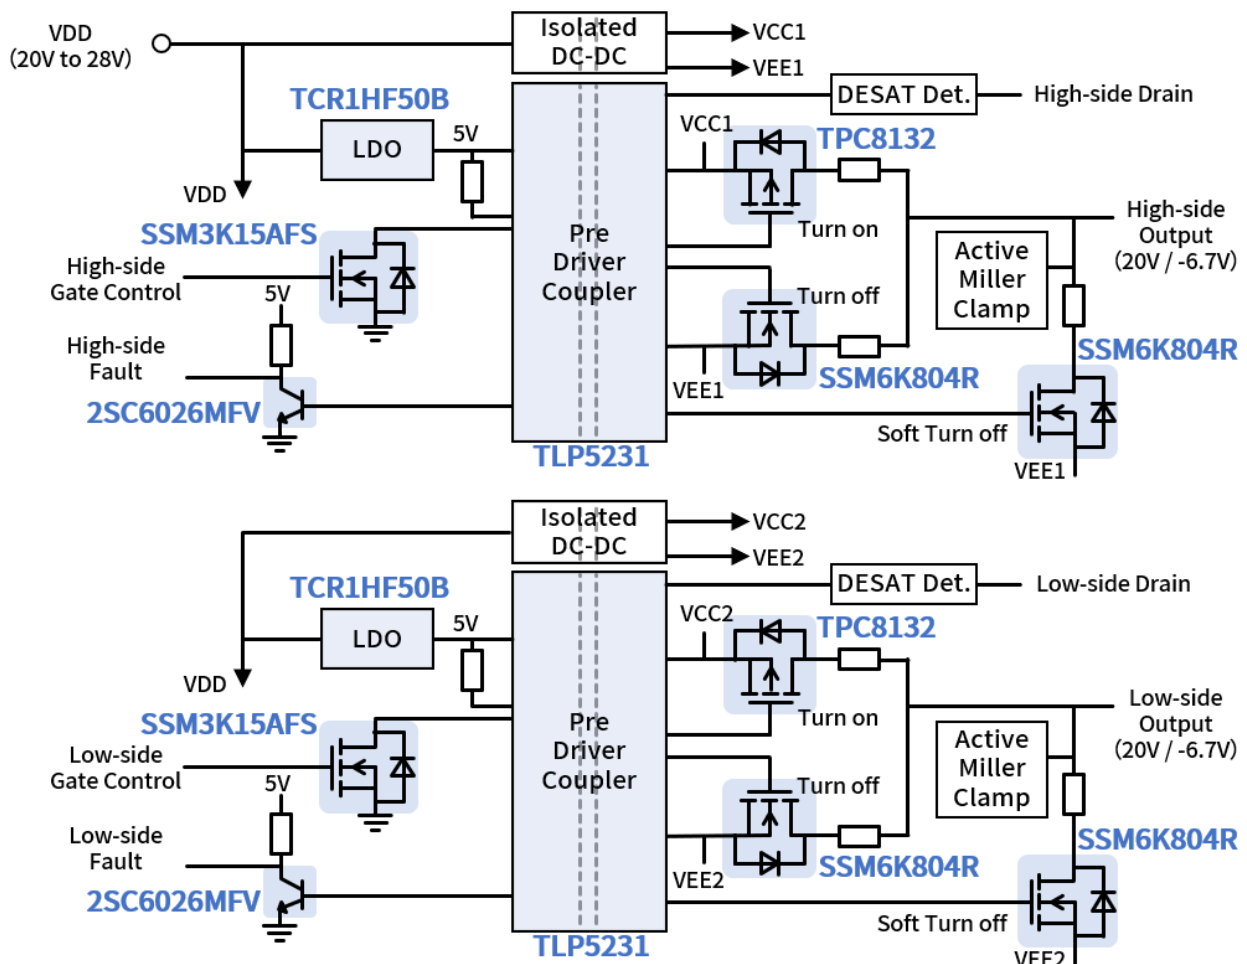 VDD
(20V to 28V)
Isolated
DC-DC
VCC1
VEE1
TCR1HF50B
LDO
5V
VDD
DESAT Det.
High-side Drain
VCC1
TPC8132
Turn on
SSM3K15AFS
High-side
Gate Control
5V
High-side
Fault
2SC6026MFV
Pre
Driver
Coupler
TLP5231
Turn off
VEE1
SSM6K804R
High-side
Output
(20V / -6.7V)
Active
Miller
Clamp
SSM6K804R
Soft Turn off
VEE1
Isolated
DC-DC
VCC2
VEE2
TCR1HF50B
LDO
5V
VDD
DESAT Det.
Low-side Drain
VCC2
TPC8132
Turn on
SSM3K15AFS
Low-side
Gate Control
5V
Low-side
Fault
2SC6026MFV
Pre
Driver
Coupler
TLP5231
Turn off
VEE2
SSM6K804R
Low-side
Output
(20V / -6.7V)
Active
Miller
Clamp
SSM6K804R
Soft Turn off
VEE2